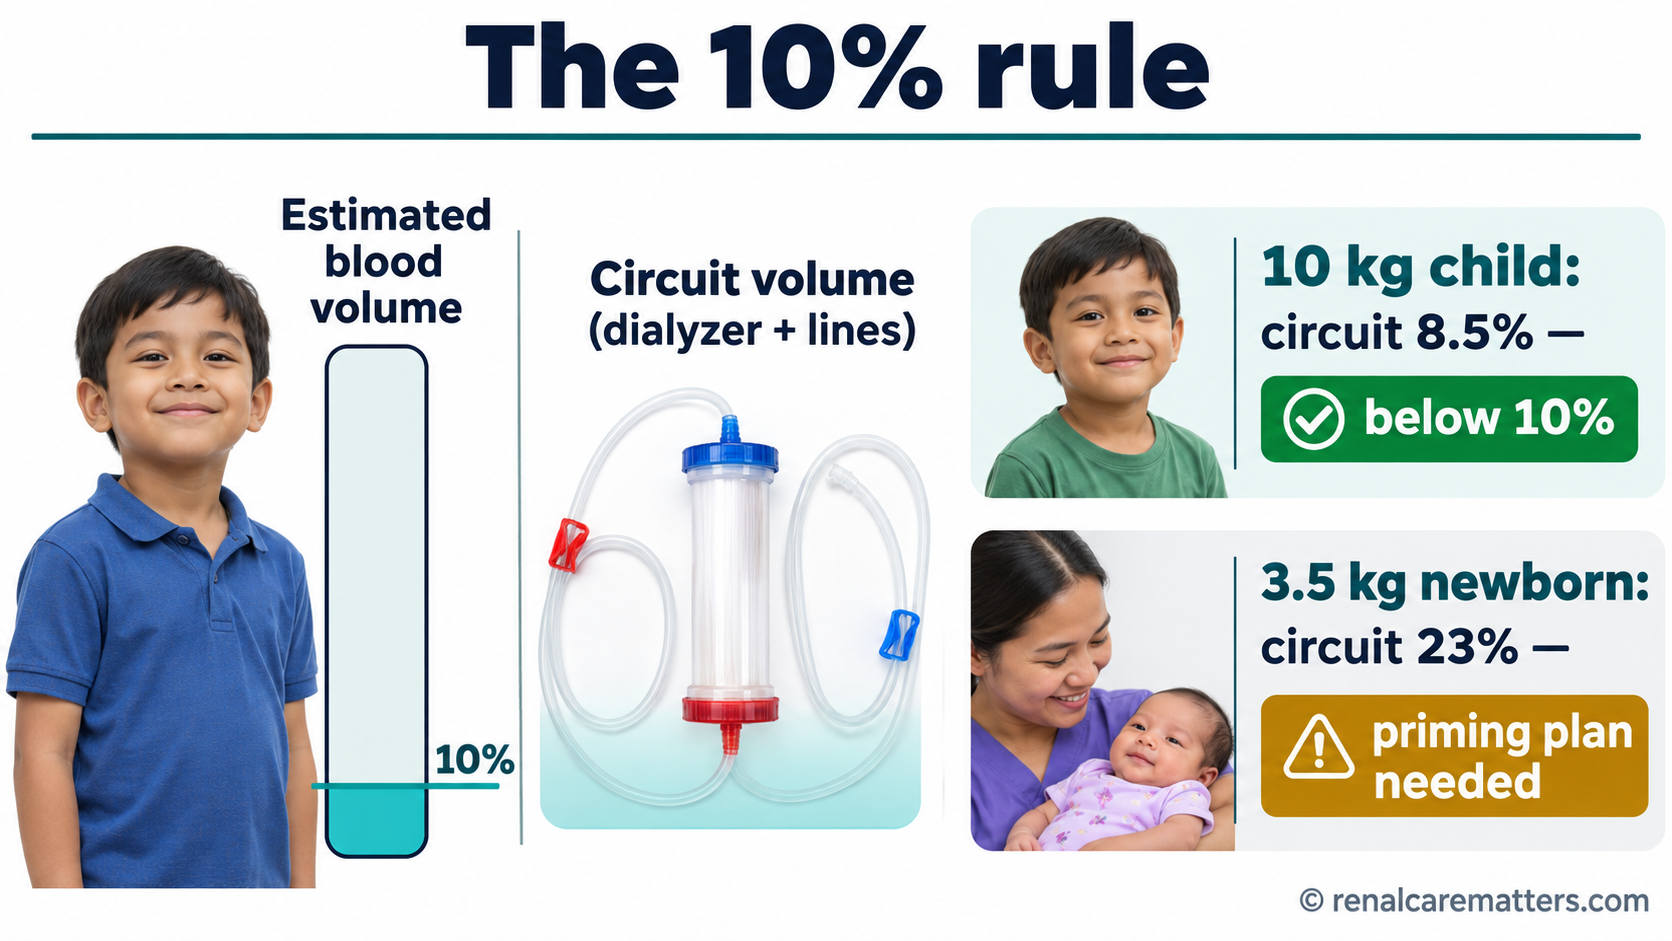 The 10% rule
Estimated
blood
volume
10%
Circuit volume
(dialyzer + lines)
10 kg child:
circuit 8.5% —
below 10%
3.5 kg newborn:
circuit 23% —
priming plan
needed
© renalcarematters.com